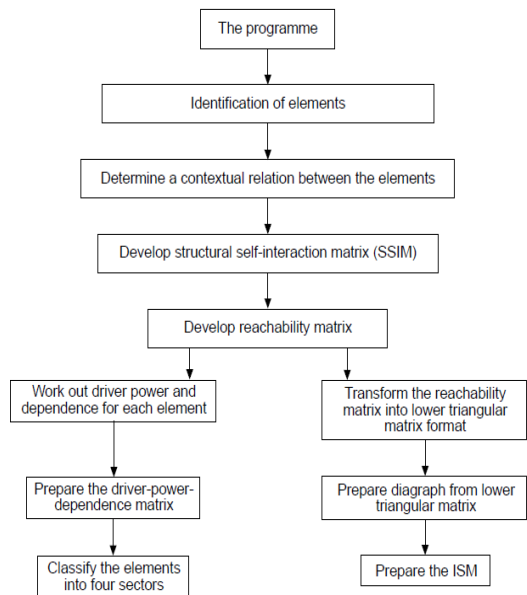 The programme
Identification of elements
Determine a contextual relation between the elements
Develop structural self-interaction matrix (SSIM)
Develop reachability matrix
Work out driver power and
dependence for each element
Transform the reachability
matrix into lower triangular
matrix format
Prepare the driver-power-
dependence matrix
Prepare diagraph from lower
triangular matrix
Classify the elements
into four sectors
Prepare the ISM